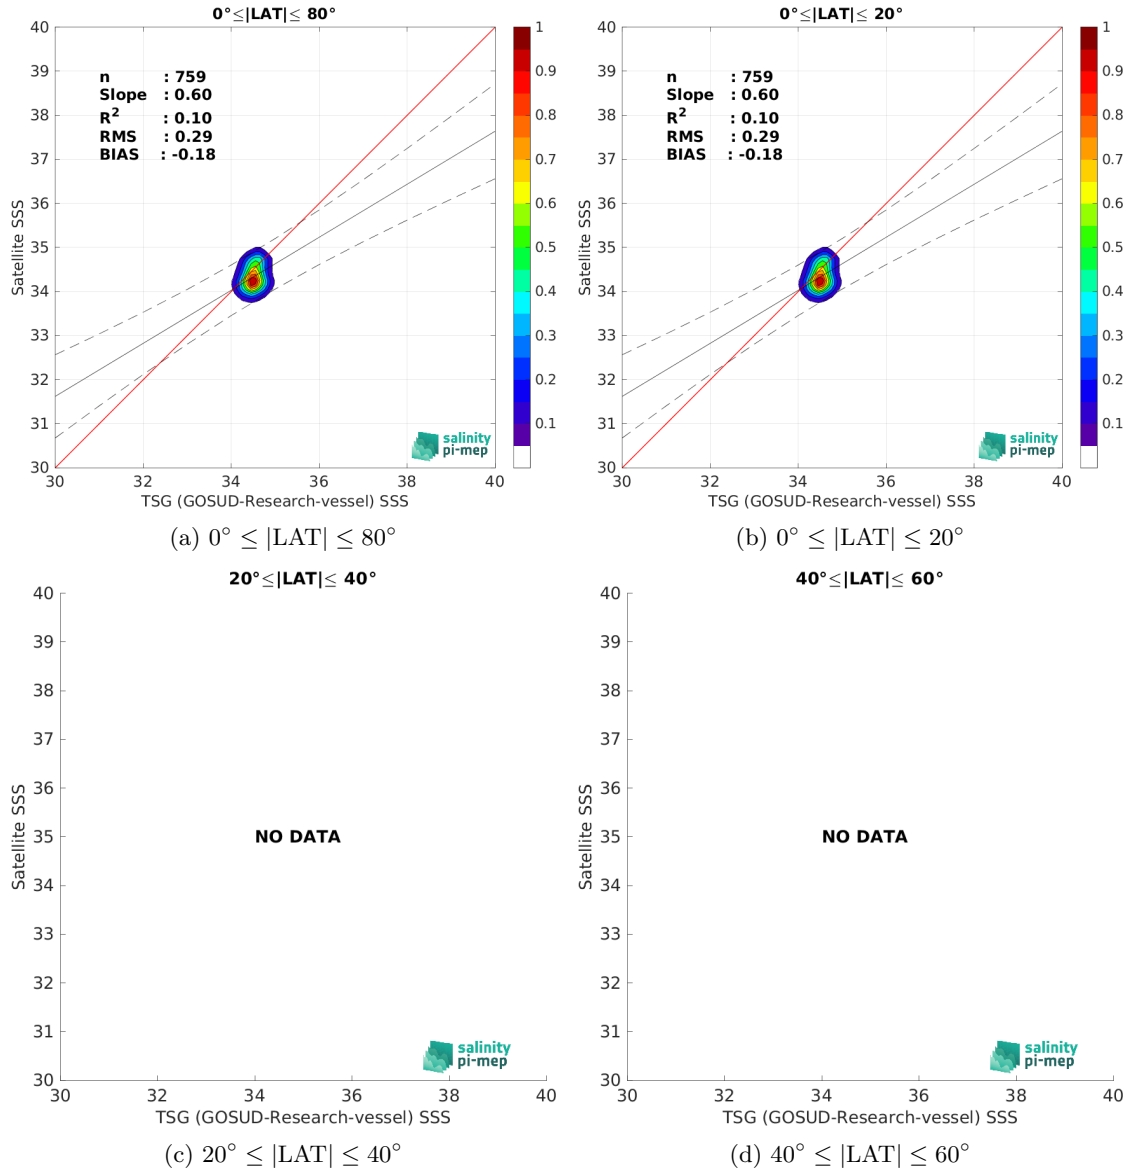 0°≤|LAT|≤ 80°
40
39
38
37
36
35
34
33
32
31
30
Satellite SSS
n : 759
Slope : 0.60
R² : 0.10
RMS : 0.29
BIAS : -0.18
salinity
pi-mep
30 32 34 36 38 40
TSG (GOSUD-Research-vessel) SSS
1
0.9
0.8
0.7
0.6
0.5
0.4
0.3
0.2
0.1
(a) 0° ≤ |LAT| ≤ 80°
0°≤|LAT|≤ 20°
40
39
38
37
36
35
34
33
32
31
30
Satellite SSS
n : 759
Slope : 0.60
R² : 0.10
RMS : 0.29
BIAS : -0.18
salinity
pi-mep
30 32 34 36 38 40
TSG (GOSUD-Research-vessel) SSS
1
0.9
0.8
0.7
0.6
0.5
0.4
0.3
0.2
0.1
(b) 0° ≤ |LAT| ≤ 20°
20°≤|LAT|≤ 40°
40
39
38
37
36
35
34
33
32
31
30
Satellite SSS
NO DATA
salinity
pi-mep
30 32 34 36 38 40
TSG (GOSUD-Research-vessel) SSS
(c) 20° ≤ |LAT| ≤ 40°
40°≤|LAT|≤ 60°
40
39
38
37
36
35
34
33
32
31
30
Satellite SSS
NO DATA
salinity
pi-mep
30 32 34 36 38 40
TSG (GOSUD-Research-vessel) SSS
(d) 40° ≤ |LAT| ≤ 60°